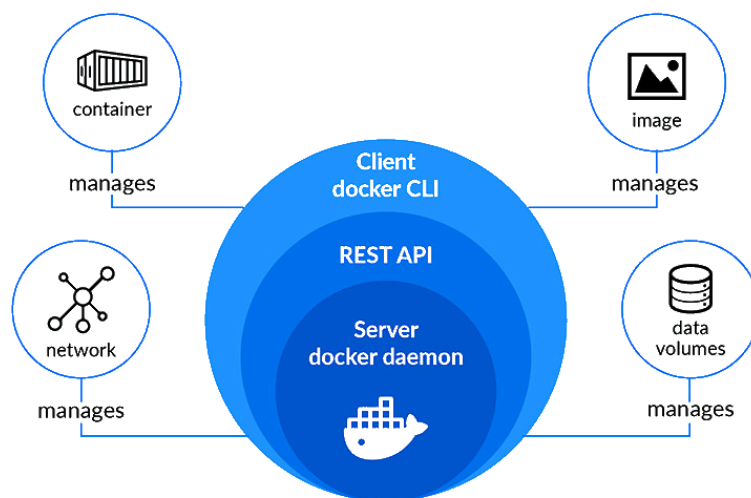 container
manages
image
manages
Client
docker CLI
REST API
Server
docker daemon
network
manages
data
volumes
manages